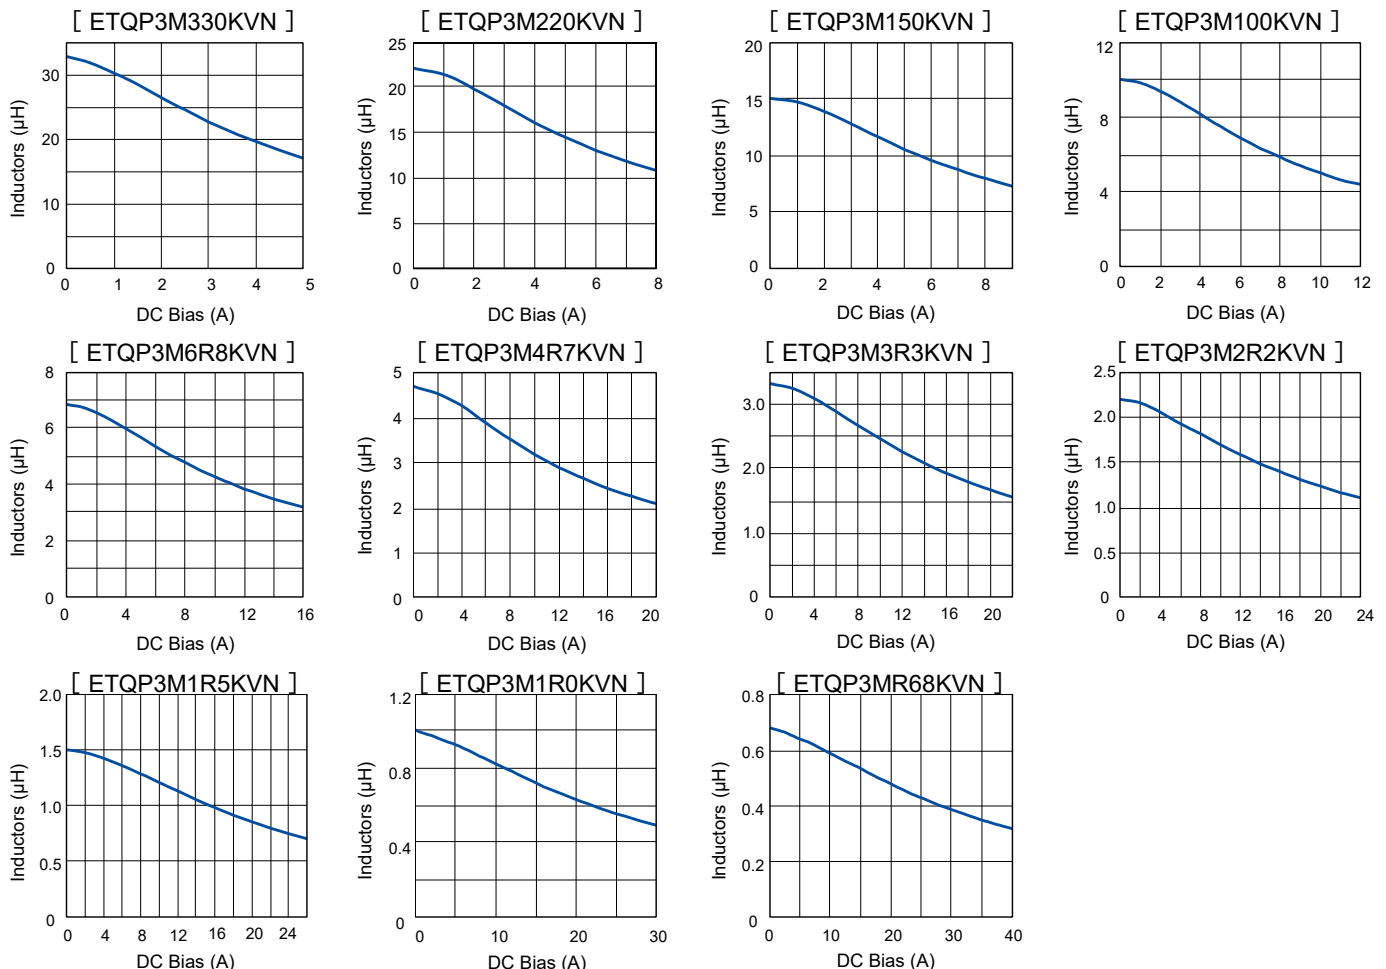 [ ETQP3M330KVN ]
30
20
10
0
Inductors (µH)
0 1 2 3 4 5
DC Bias (A)
[ ETQP3M220KVN ]
25
20
15
10
5
0
Inductors (µH)
0 2 4 6 8
DC Bias (A)
[ ETQP3M150KVN ]
20
15
10
5
0
Inductors (µH)
0 2 4 6 8
DC Bias (A)
[ ETQP3M100KVN ]
12
8
4
0
Inductors (µH)
0 2 4 6 8 10 12
DC Bias (A)
[ ETQP3M6R8KVN ]
8
6
4
2
0
Inductors (µH)
0 4 8 12 16
DC Bias (A)
[ ETQP3M4R7KVN ]
5
4
3
2
1
0
Inductors (µH)
0 4 8 12 16 20
DC Bias (A)
[ ETQP3M3R3KVN ]
3.0
2.0
1.0
0
Inductors (µH)
0 4 8 12 16 20
DC Bias (A)
[ ETQP3M2R2KVN ]
2.5
2.0
1.5
1.0
0.5
0
Inductors (µH)
0 4 8 12 16 20 24
DC Bias (A)
[ ETQP3M1R5KVN ]
2.0
1.5
1.0
0.5
0
Inductors (µH)
0 4 8 12 16 20 24
DC Bias (A)
[ ETQP3M1R0KVN ]
1.2
0.8
0.4
0
Inductors (µH)
0 10 20 30
DC Bias (A)
[ ETQP3MR68KVN ]
0.8
0.6
0.4
0.2
0
Inductors (µH)
0 10 20 30 40
DC Bias (A)